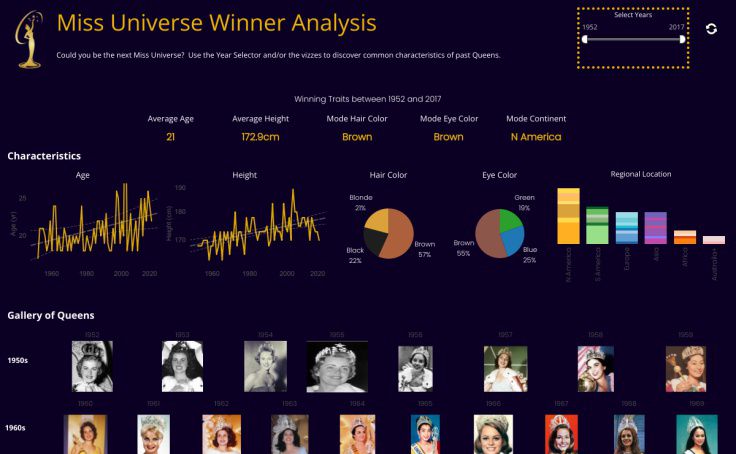 Miss Universe Winner Analysis
Could you be the next Miss Universe? Use the Year Selector and/or the vizzes to discover common characteristics of past Queens.
Select Years
1952 2017
Winning Traits between 1952 and 2017
Average Age Average Height Mode Hair Color Mode Eye Color Mode Continent
21 172.9cm Brown Brown N America
Characteristics
Age Height Hair Color Eye Color Regional Location
Age (yr)
25
20
1960 1980 2000 2020
Height (cm)
190
180
170
1960 1980 2000 2020
Blonde
21%
Black
22%
Brown
57%
Green
19%
Brown
55%
Blue
25%
N America
S America
Europe
Asia
Africa
Australia+
Gallery of Queens
1952 1953 1954 1955 1956 1957 1958 1959
1950s
1960 1961 1962 1963 1964 1965 1966 1967 1968 1969
1960s